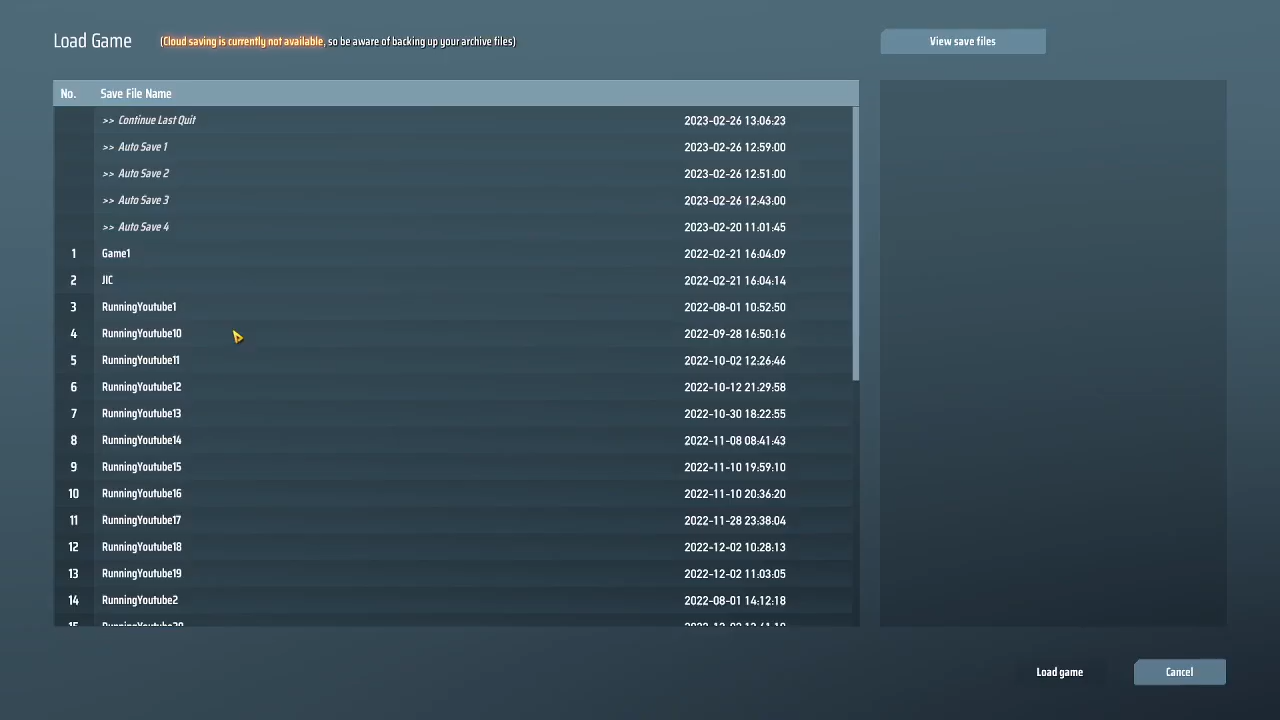 Load Game (Cloud saving is currently not available, so be aware of backing up your archive files) View save files
No. Save File Name
>> Continue Last Quit 2023-02-26 13:06:23
>> Auto Save 1 2023-02-26 12:59:00
>> Auto Save 2 2023-02-26 12:51:00
>> Auto Save 3 2023-02-26 12:43:00
>> Auto Save 4 2023-02-20 11:01:45
1 Game1 2022-02-21 16:04:09
2 JIC 2022-02-21 16:04:14
3 RunningYoutube1 2022-08-01 10:52:50
4 RunningYoutube10 2022-09-28 16:50:16
5 RunningYoutube11 2022-10-02 12:26:46
6 RunningYoutube12 2022-10-12 21:29:58
7 RunningYoutube13 2022-10-30 18:22:55
8 RunningYoutube14 2022-11-08 08:41:43
9 RunningYoutube15 2022-11-10 19:59:10
10 RunningYoutube16 2022-11-10 20:36:20
11 RunningYoutube17 2022-11-28 23:38:04
12 RunningYoutube18 2022-12-02 10:28:13
13 RunningYoutube19 2022-12-02 11:03:05
14 RunningYoutube2 2022-08-01 14:12:18
15 RunningYoutube20
Load game Cancel